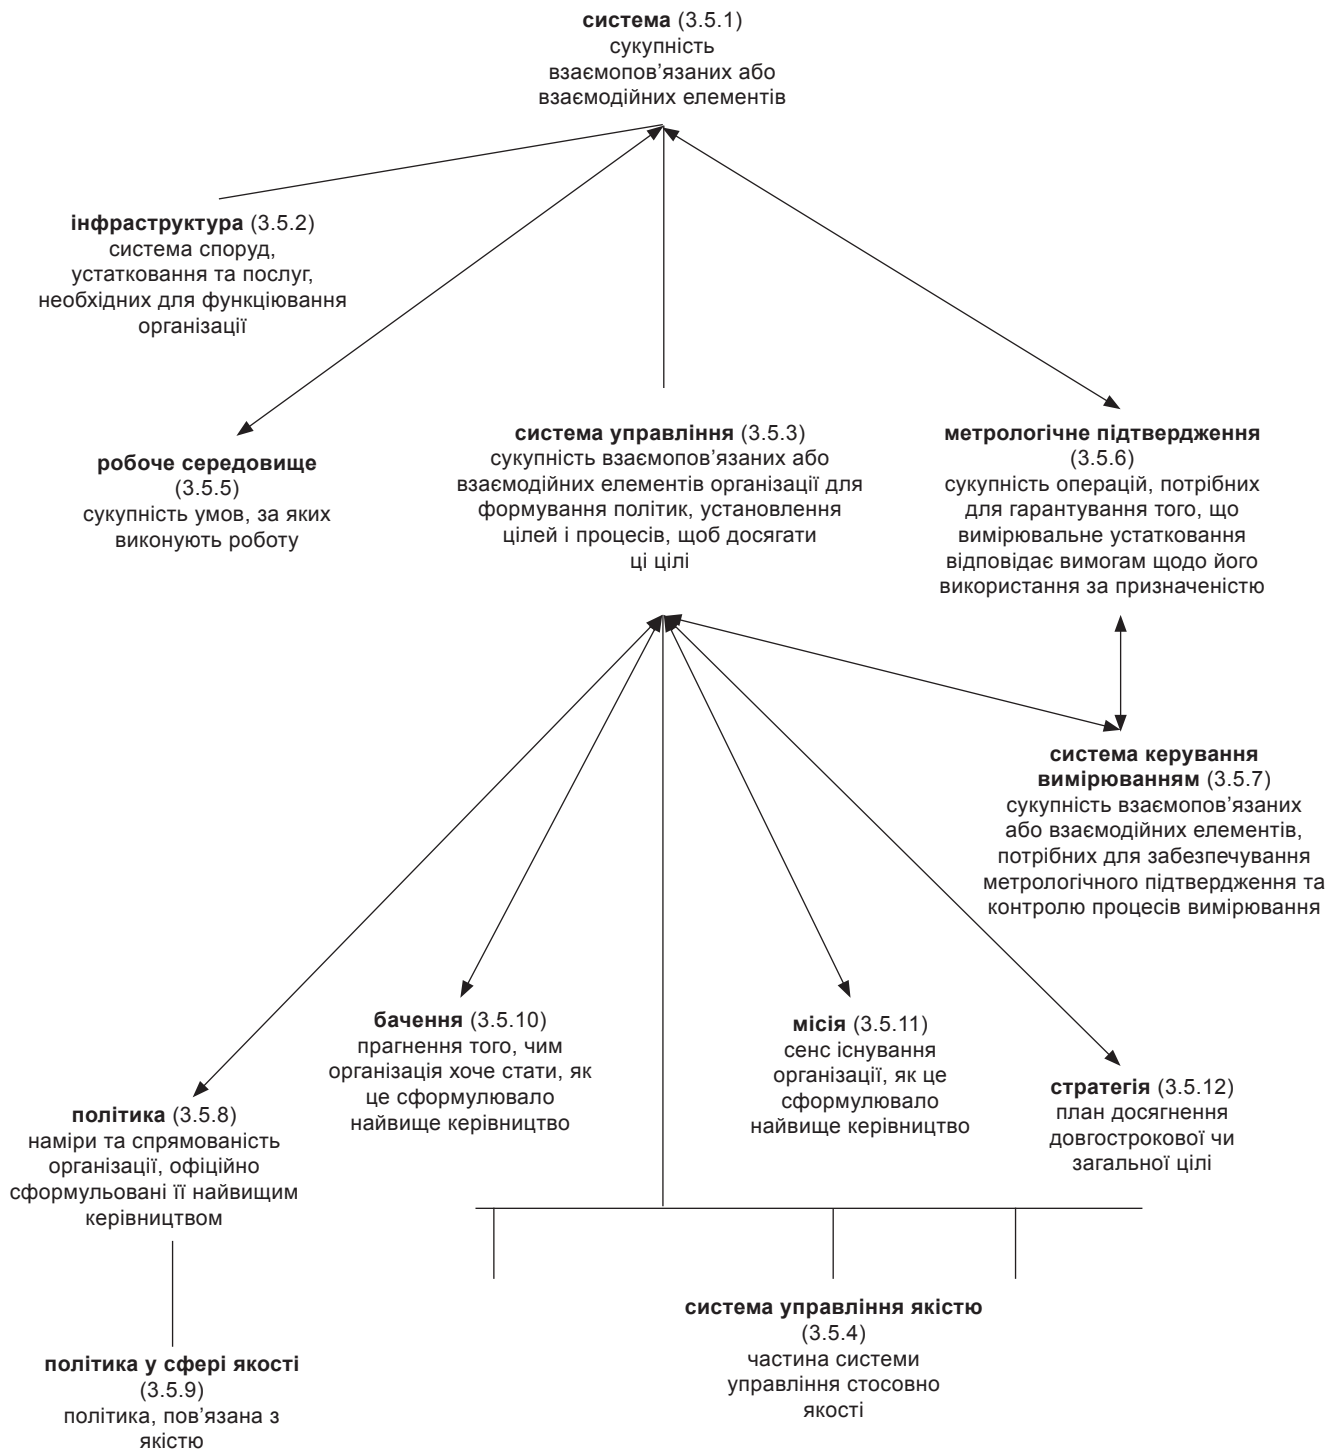 система (3.5.1)
сукупність
взаємопов’язаних або
взаємодійних елементів
інфраструктура (3.5.2)
система споруд,
устатковання та послуг,
необхідних для функціювання
організації
робоче середовище
(3.5.5)
сукупність умов, за яких
виконують роботу
система управління (3.5.3)
сукупність взаємопов’язаних або
взаємодійних елементів організації для
формування політик, установлення
цілей і процесів, щоб досягати
ці цілі
метрологічне підтвердження
(3.5.6)
сукупність операцій, потрібних
для гарантування того, що
вимірювальне устатковання
відповідає вимогам щодо його
використання за призначеністю
система керування
вимірюванням (3.5.7)
сукупність взаємопов’язаних
або взаємодійних елементів,
потрібних для забезпечування
метрологічного підтвердження та
контролю процесів вимірювання
бачення (3.5.10)
прагнення того, чим
організація хоче стати, як
це сформулювало
найвище керівництво
місія (3.5.11)
сенс існування
організації, як це
сформулювало
найвище керівництво
стратегія (3.5.12)
план досягнення
довгострокової чи
загальної цілі
політика (3.5.8)
наміри та спрямованість
організації, офіційно
сформульовані її найвищим
керівництвом
система управління якістю
(3.5.4)
частина системи
управління стосовно
якості
політика у сфері якості
(3.5.9)
політика, пов’язана з
якістю